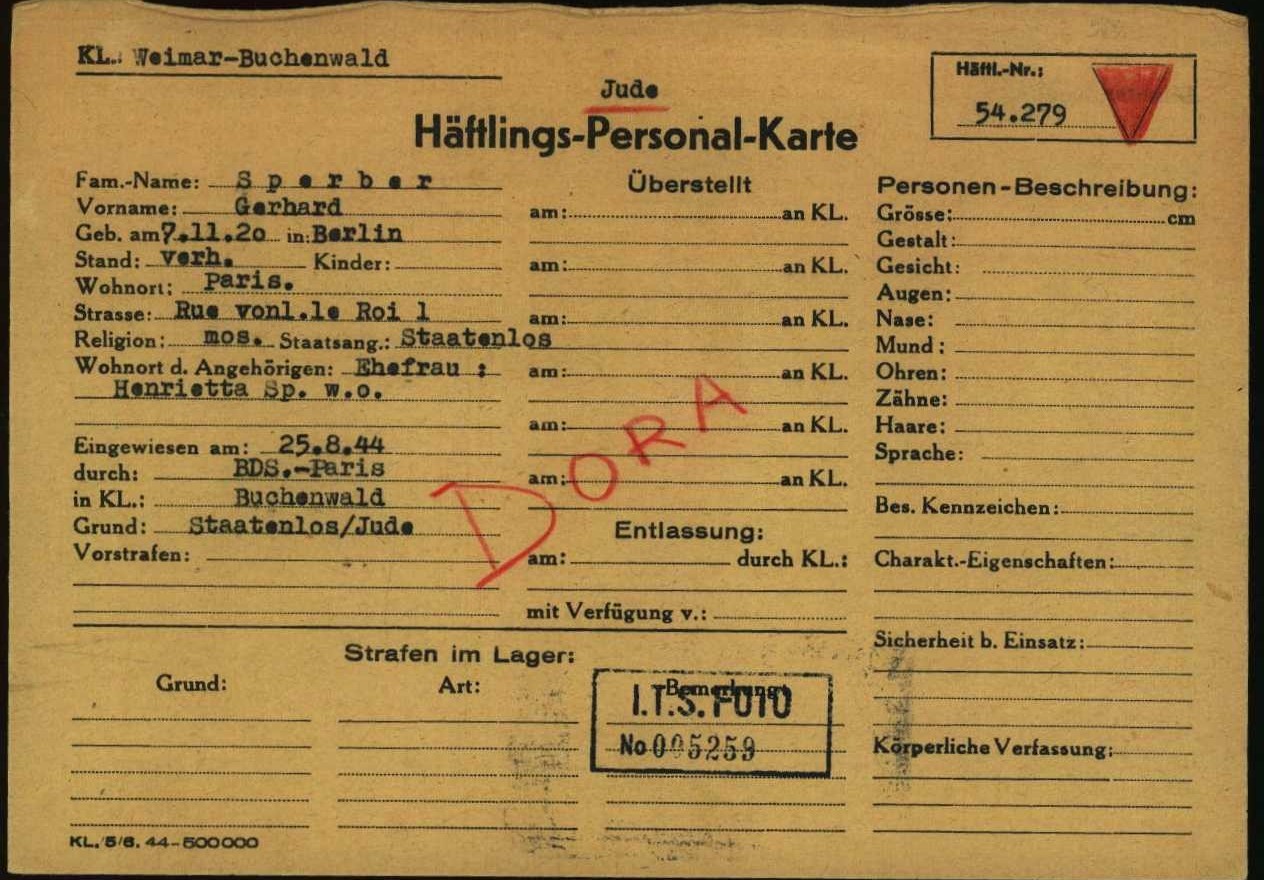 KL.: Weimar-Buchenwald
Jude
Häftl.-Nr.:
54.279
Häftlings-Personal-Karte
Fam.-Name: Sperber
Vorname: Gerhard
Geb. am 7.11.20 in: Berlin
Stand: verh. Kinder:
Wohnort: Paris.
Strasse: Rue vonl.le Roi 1
Religion: mos. Staatsang.: Staatenlos
Wohnort d. Angehörigen: Ehefrau :
Henrietta Sp. w.o.
Eingewiesen am: 25.8.44
durch: BDS.-Paris
in KL.: Buchenwald
Grund: Staatenlos/Jude
Vorstrafen:
Überstellt
am: an KL.
am: an KL.
am: an KL.
am: an KL.
am: an KL.
am: an KL.
DORA
Entlassung:
am: durch KL.:
mit Verfügung v.:
Personen-Beschreibung:
Grösse: cm
Gestalt:
Gesicht:
Augen:
Nase:
Mund:
Ohren:
Zähne:
Haare:
Sprache:
Bes. Kennzeichen:
Charakt.-Eigenschaften:
Sicherheit b. Einsatz:
Körperliche Verfassung:
Strafen im Lager:
Grund: Art: Bemerkung:
I.T.S. FOTO
No 005259
KL./5/6. 44-500000